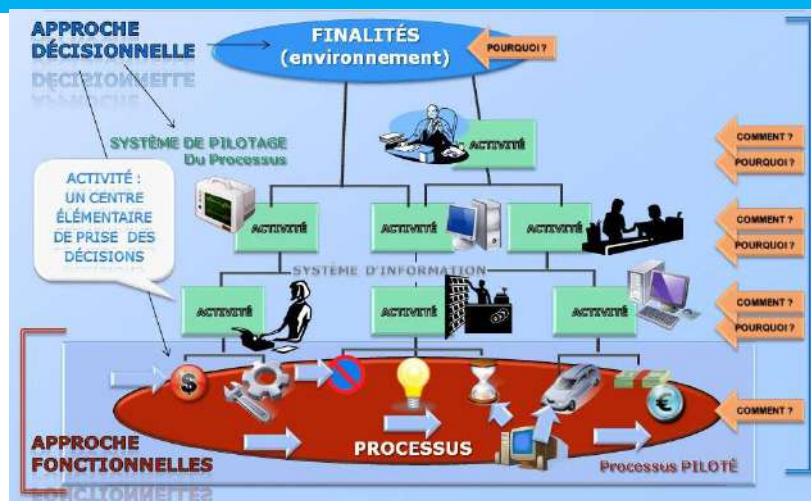 APPROCHE
DÉCISIONNELLE
FINALITÉS
(environnement)
POURQUOI ?
SYSTÈME DE PILOTAGE
Du Processus
ACTIVITÉ
COMMENT ?
POURQUOI ?
ACTIVITÉ :
UN CENTRE
ÉLÉMENTAIRE
DE PRISE DES
DÉCISIONS
ACTIVITÉ
ACTIVITÉ
ACTIVITÉ
COMMENT ?
POURQUOI ?
SYSTÈME D'INFORMATION
ACTIVITÉ
ACTIVITÉ
ACTIVITÉ
COMMENT ?
POURQUOI ?
$
€
COMMENT ?
APPROCHE
FONCTIONNELLES
PROCESSUS
Processus PILOTÉ